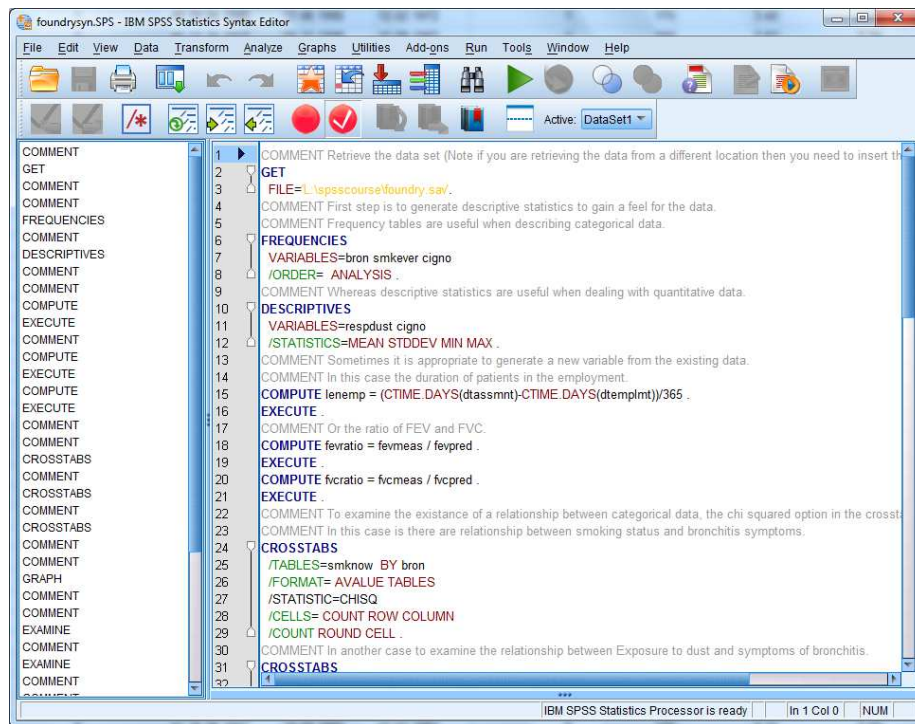 foundrysyn.SPS - IBM SPSS Statistics Syntax Editor
File Edit View Data Transform Analyze Graphs Utilities Add-ons Run Tools Window Help
Active: DataSet1
COMMENT
GET
COMMENT
COMMENT
FREQUENCIES
COMMENT
DESCRIPTIVES
COMMENT
COMMENT
COMPUTE
EXECUTE
COMMENT
COMPUTE
EXECUTE
COMPUTE
EXECUTE
COMMENT
COMMENT
CROSSTABS
COMMENT
CROSSTABS
COMMENT
CROSSTABS
COMMENT
COMMENT
GRAPH
COMMENT
COMMENT
EXAMINE
COMMENT
EXAMINE
COMMENT
COMMENT
1 COMMENT Retrieve the data set (Note if you are retrieving the data from a different location then you need to insert th
2 GET
3 FILE='L:\spsscourse\foundry.sav'.
4 COMMENT First step is to generate descriptive statistics to gain a feel for the data.
5 COMMENT Frequency tables are useful when describing categorical data.
6 FREQUENCIES
7 VARIABLES=bron smkever cigno
8 /ORDER= ANALYSIS .
9 COMMENT Whereas descriptive statistics are useful when dealing with quantitative data.
10 DESCRIPTIVES
11 VARIABLES=respdust cigno
12 /STATISTICS=MEAN STDDEV MIN MAX .
13 COMMENT Sometimes it is appropriate to generate a new variable from the existing data.
14 COMMENT In this case the duration of patients in the employment.
15 COMPUTE lenemp = (CTIME.DAYS(dtassmnt)-CTIME.DAYS(dtemplmt))/365 .
16 EXECUTE .
17 COMMENT Or the ratio of FEV and FVC.
18 COMPUTE fevratio = fevmeas / fevpred .
19 EXECUTE .
20 COMPUTE fvcratio = fvcmeas / fvcpred .
21 EXECUTE .
22 COMMENT To examine the existance of a relationship between categorical data, the chi squared option in the crosst
23 COMMENT In this case is there are relationship between smoking status and bronchitis symptoms.
24 CROSSTABS
25 /TABLES=smknow BY bron
26 /FORMAT= AVALUE TABLES
27 /STATISTIC=CHISQ
28 /CELLS= COUNT ROW COLUMN
29 /COUNT ROUND CELL .
30 COMMENT In another case to examine the relationship between Exposure to dust and symptoms of bronchitis.
31 CROSSTABS
32
IBM SPSS Statistics Processor is ready In 1 Col 0 NUM